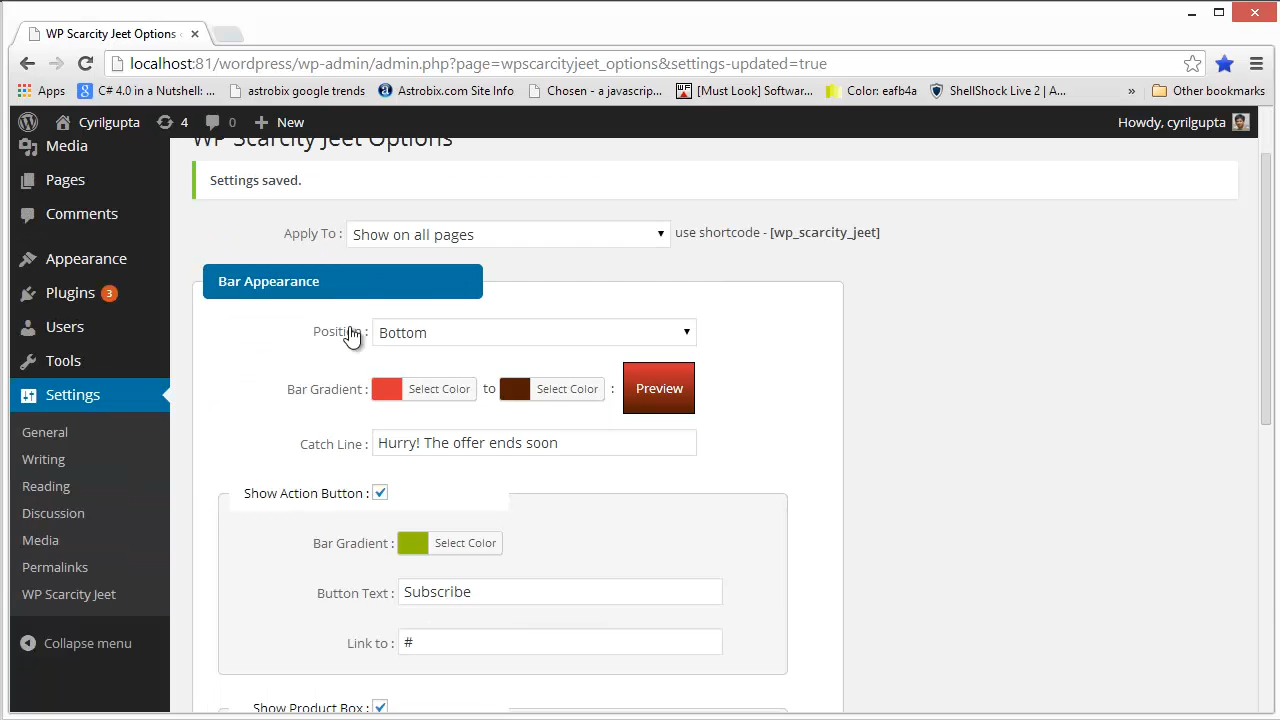 WP Scarcity Jeet Options
localhost:81/wordpress/wp-admin/admin.php?page=wpscarcityjeet_options&settings-updated=true
Apps
C# 4.0 in a Nutshell: ...
astrobix google trends
Astrobix.com Site Info
Chosen - a javascrip...
[Must Look] Softwar...
Color: eafb4a
ShellShock Live 2 | A...
»
Other bookmarks
Cyrilgupta
4
0
New
Howdy, cyrilgupta
Media
Pages
Comments
Appearance
Plugins 3
Users
Tools
Settings
General
Writing
Reading
Discussion
Media
Permalinks
WP Scarcity Jeet
Collapse menu
WP Scarcity Jeet Options
Settings saved.
Apply To : Show on all pages use shortcode - [wp_scarcity_jeet]
Bar Appearance
Position : Bottom
Bar Gradient : Select Color to Select Color : Preview
Catch Line : Hurry! The offer ends soon
Show Action Button :
Bar Gradient : Select Color
Button Text : Subscribe
Link to : #
Show Product Box :